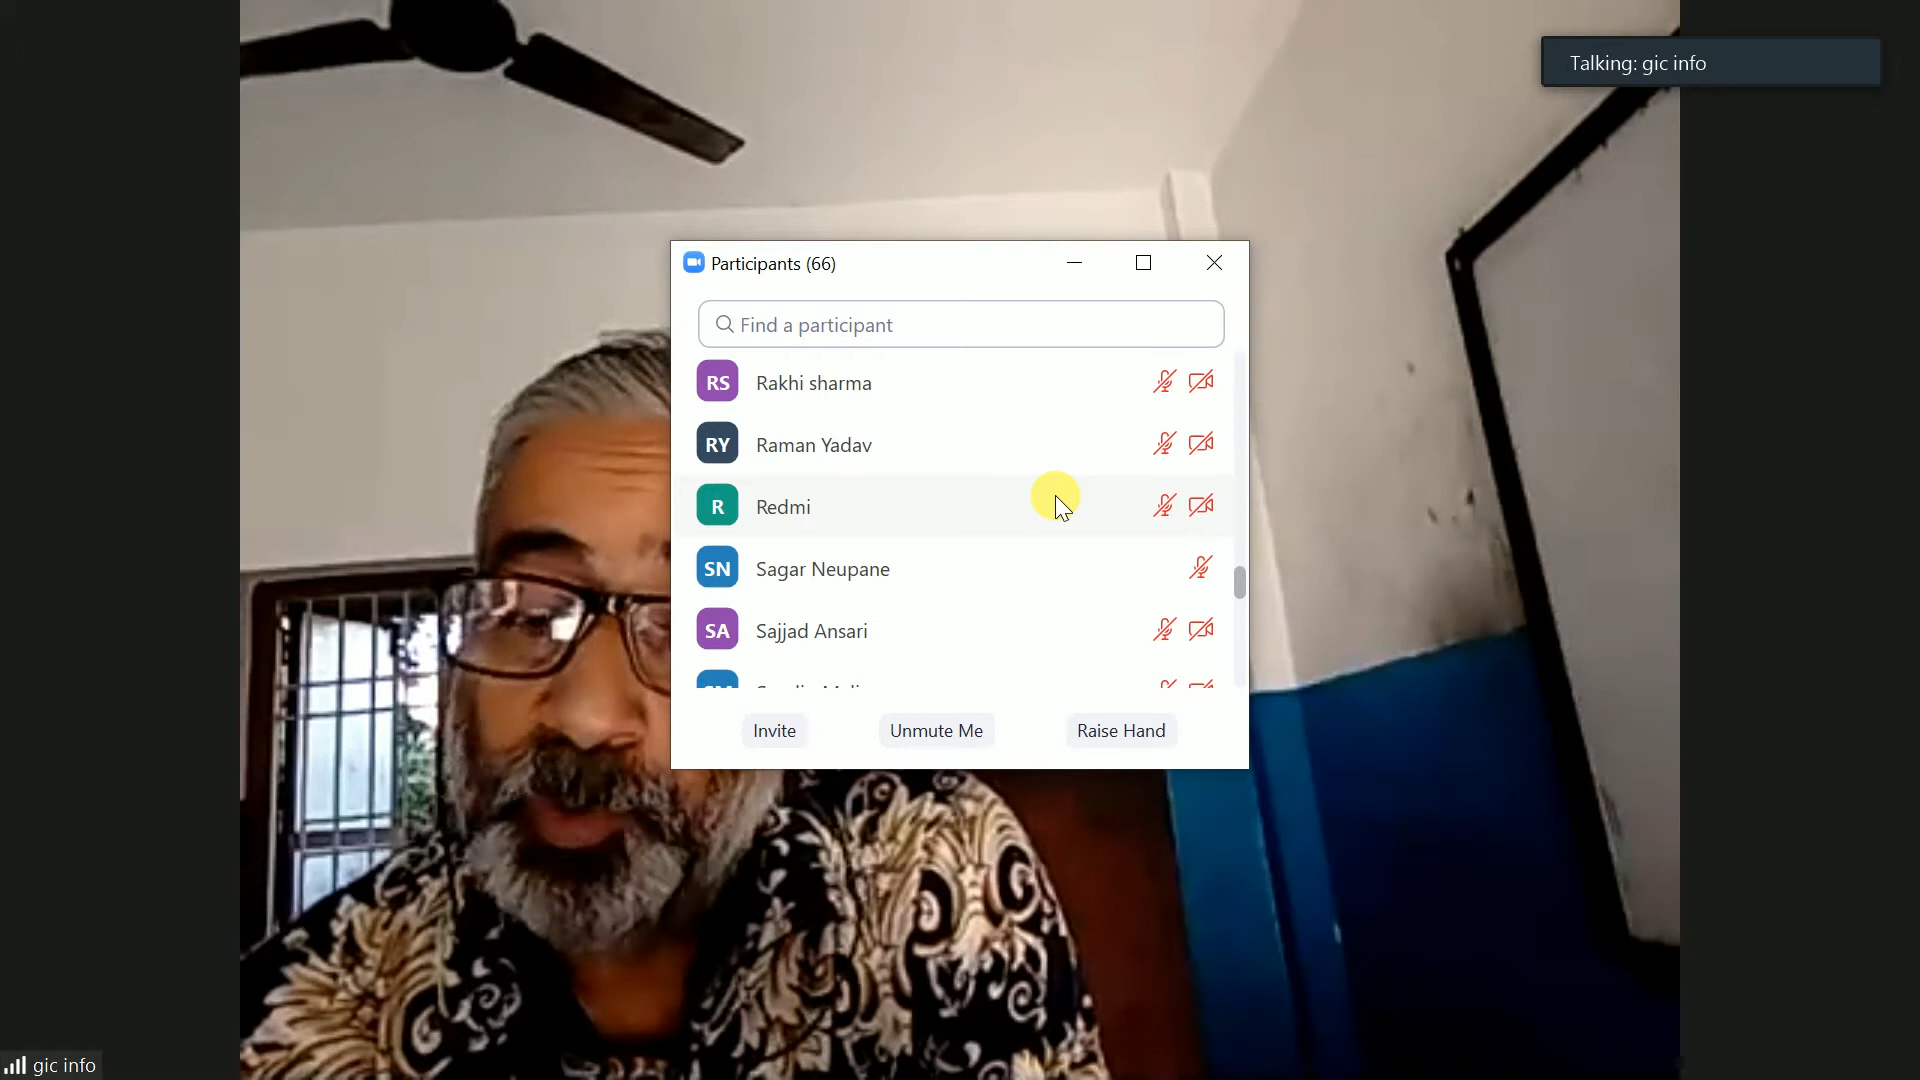 Talking: gic info
Participants (66)
Find a participant
RS Rakhi sharma
RY Raman Yadav
R Redmi
SN Sagar Neupane
SA Sajjad Ansari
Invite
Unmute Me
Raise Hand
gic info